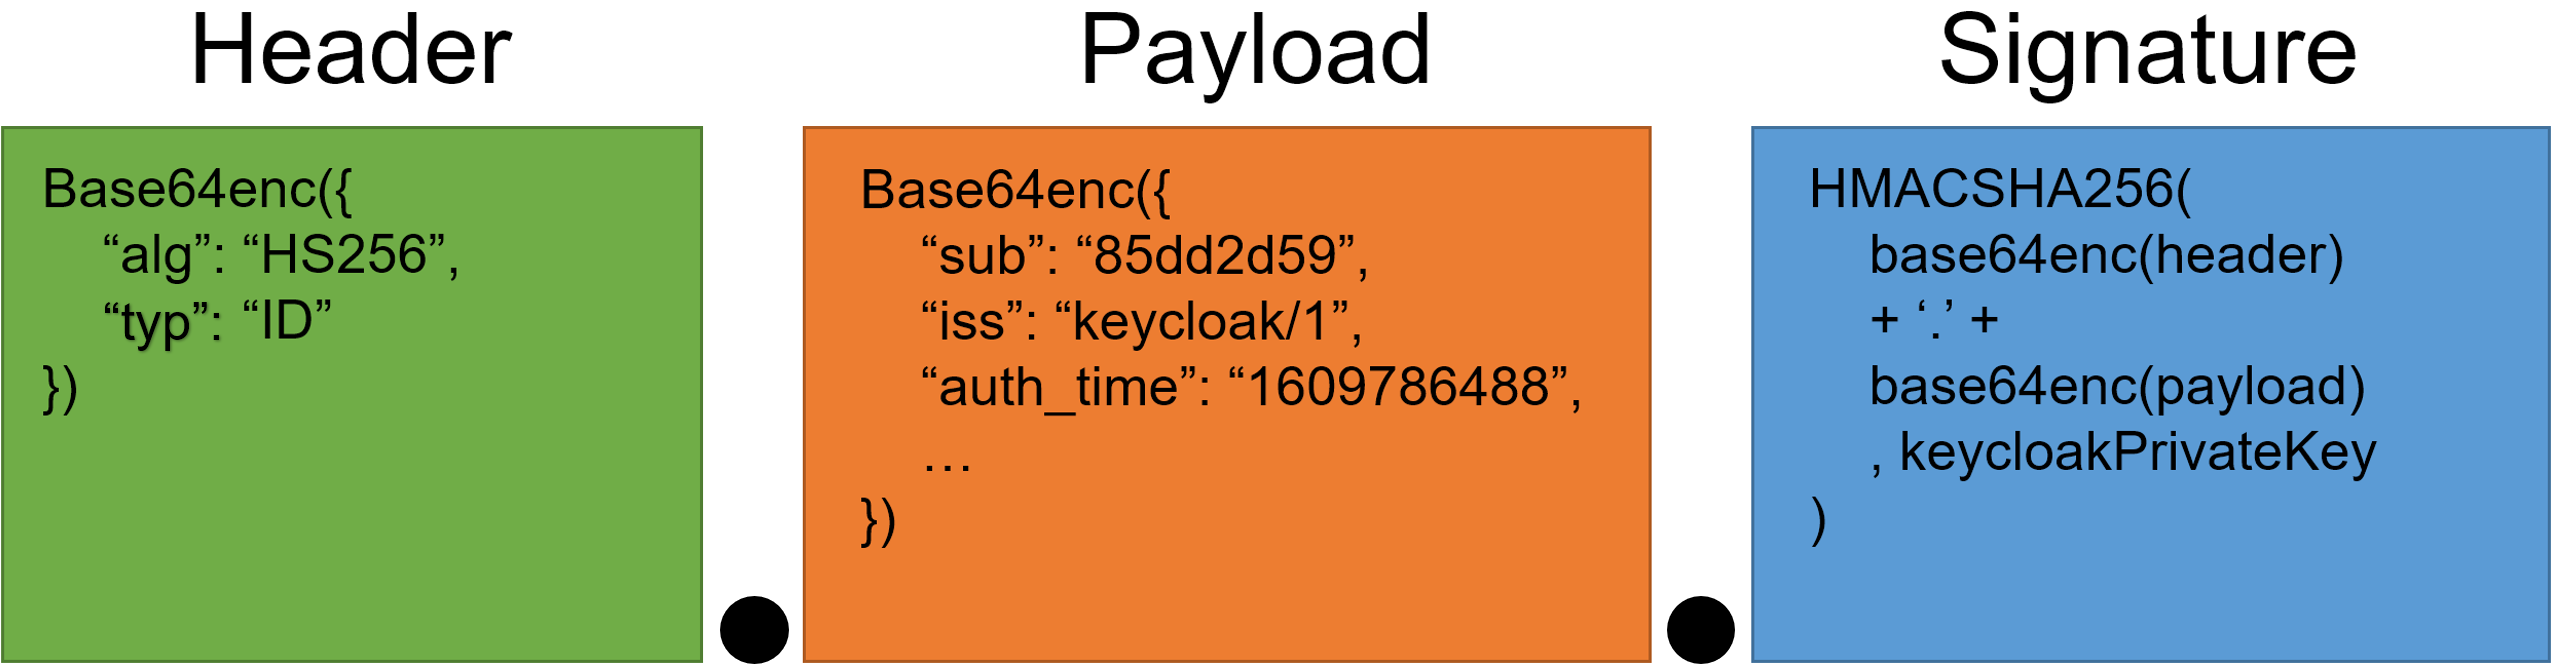 Header
Base64enc({
“alg”: “HS256”,
“typ”: “ID”
})
Payload
Base64enc({
“sub”: “85dd2d59”,
“iss”: “keycloak/1”,
“auth_time”: “1609786488”,
…
})
Signature
HMACSHA256(
base64enc(header)
+ ‘.’ +
base64enc(payload)
, keycloakPrivateKey
)